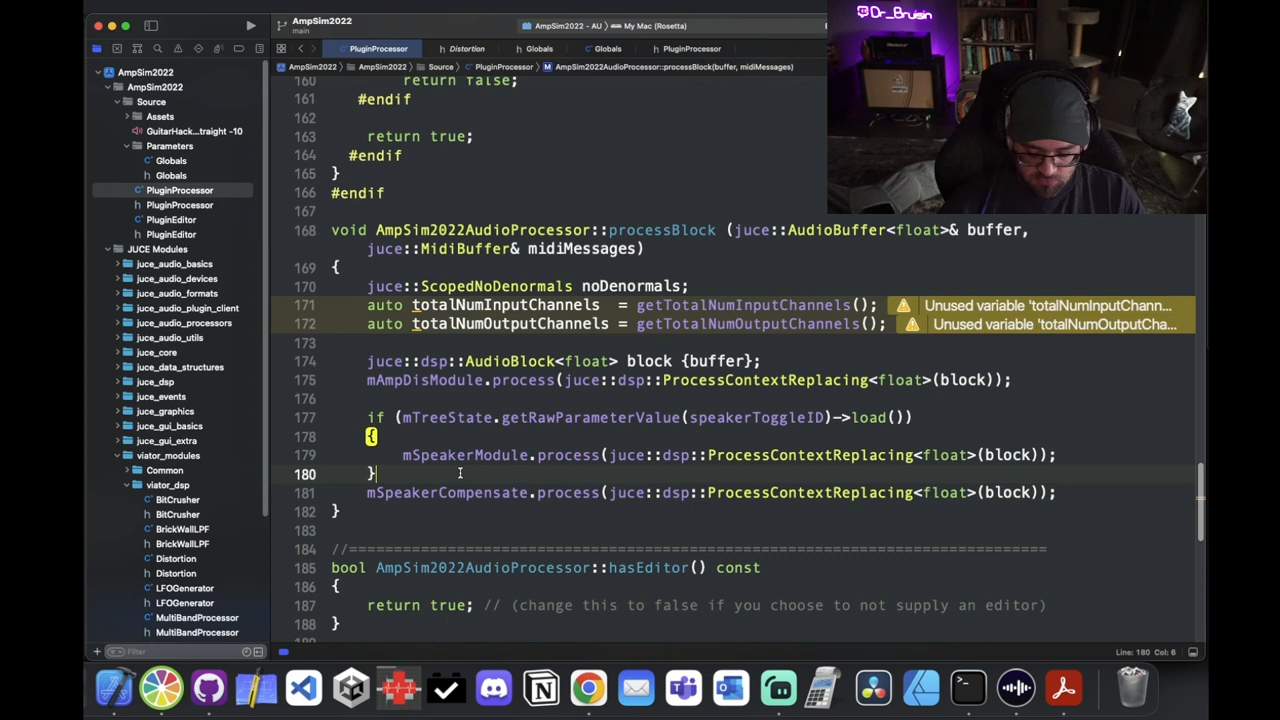 AmpSim2022
main
AmpSim2022 - AU
My Mac (Rosetta)
@Dr_Bruisin
PluginProcessor
Distortion
Globals
Globals
PluginProcessor
AmpSim2022
AmpSim2022
Source
PluginProcessor
AmpSim2022AudioProcessor::processBlock(buffer, midiMessages)
AmpSim2022
AmpSim2022
Source
Assets
GuitarHack...traight -10
Parameters
Globals
Globals
PluginProcessor
PluginProcessor
PluginEditor
PluginEditor
JUCE Modules
juce_audio_basics
juce_audio_devices
juce_audio_formats
juce_audio_plugin_client
juce_audio_processors
juce_audio_utils
juce_core
juce_data_structures
juce_dsp
juce_events
juce_graphics
juce_gui_basics
juce_gui_extra
viator_modules
Common
viator_dsp
BitCrusher
BitCrusher
BrickWallLPF
BrickWallLPF
Distortion
Distortion
LFOGenerator
LFOGenerator
MultiBandProcessor
MultiBandProcessor
Filter
160 return false;
161 #endif
162
163 return true;
164 #endif
165 }
166 #endif
167
168 void AmpSim2022AudioProcessor::processBlock (juce::AudioBuffer<float>& buffer,
juce::MidiBuffer& midiMessages)
169 {
170 juce::ScopedNoDenormals noDenormals;
171 auto totalNumInputChannels  = getTotalNumInputChannels(); Unused variable 'totalNumInputChann...
172 auto totalNumOutputChannels = getTotalNumOutputChannels(); Unused variable 'totalNumOutputCha...
173
174 juce::dsp::AudioBlock<float> block {buffer};
175 mAmpDisModule.process(juce::dsp::ProcessContextReplacing<float>(block));
176
177 if (mTreeState.getRawParameterValue(speakerToggleID)->load())
178 {
179 mSpeakerModule.process(juce::dsp::ProcessContextReplacing<float>(block));
180 }
181 mSpeakerCompensate.process(juce::dsp::ProcessContextReplacing<float>(block));
182 }
183
184 //==============================================================================
185 bool AmpSim2022AudioProcessor::hasEditor() const
186 {
187 return true; // (change this to false if you choose to not supply an editor)
188 }
Line: 180 Col: 6